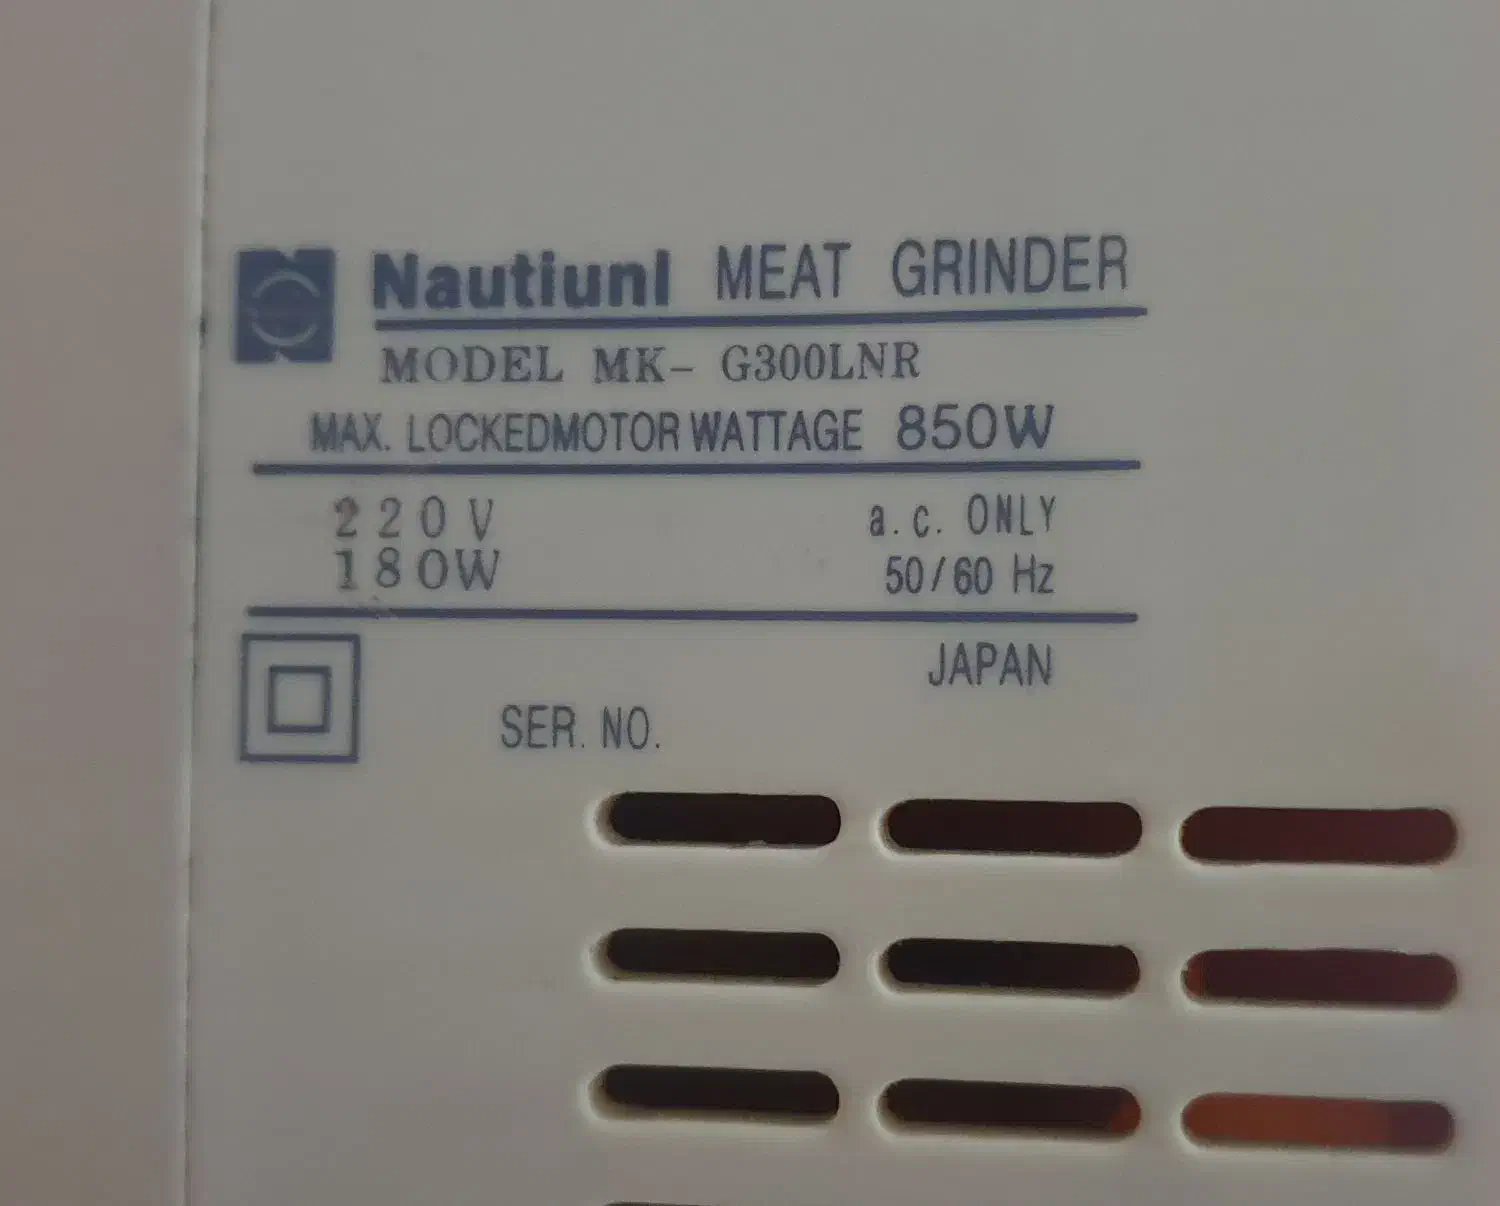 Nautiunl MEAT GRINDER
MODEL MK- G300LNR
MAX. LOCKEDMOTOR WATTAGE 850W
220V a.c. ONLY
180W 50/60 Hz
JAPAN
SER. NO.